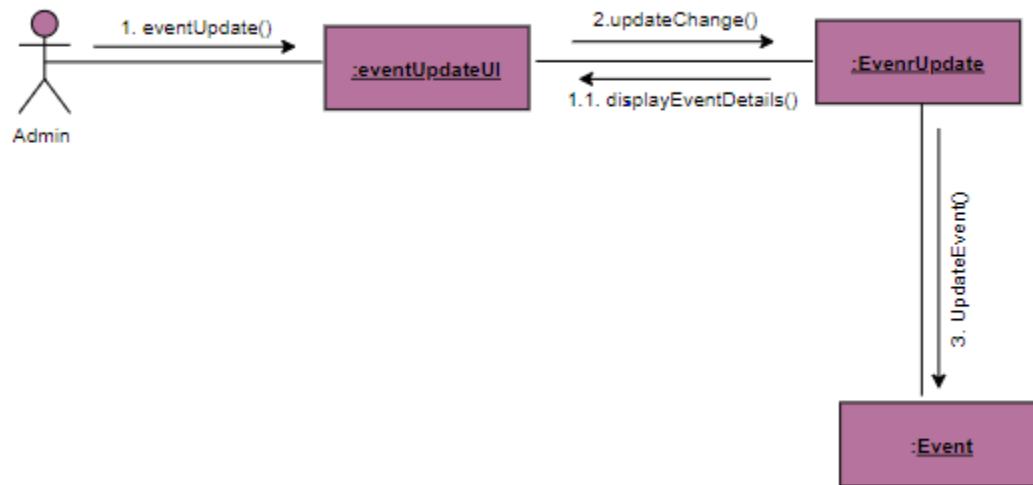 1. eventUpdate()
2.updateChange()
:eventUpdateUI
:EvenrUpdate
1.1. displayEventDetails()
Admin
3. UpdateEvent()
:Event